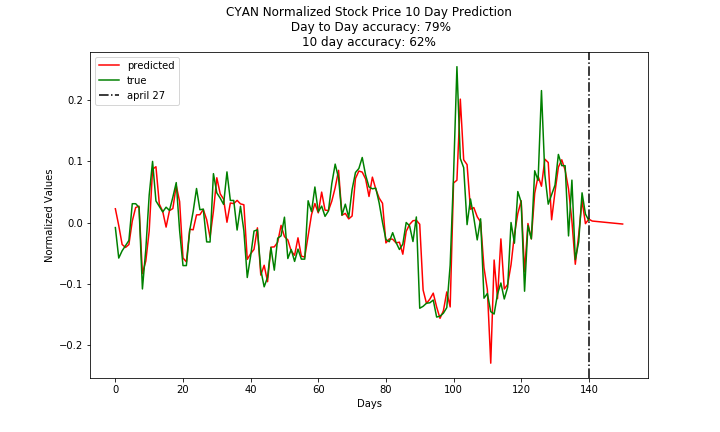 CYAN Normalized Stock Price 10 Day Prediction
Day to Day accuracy: 79%
10 day accuracy: 62%
predicted
true
april 27
Normalized Values
0.2
0.1
0.0
−0.1
−0.2
0 20 40 60 80 100 120 140
Days